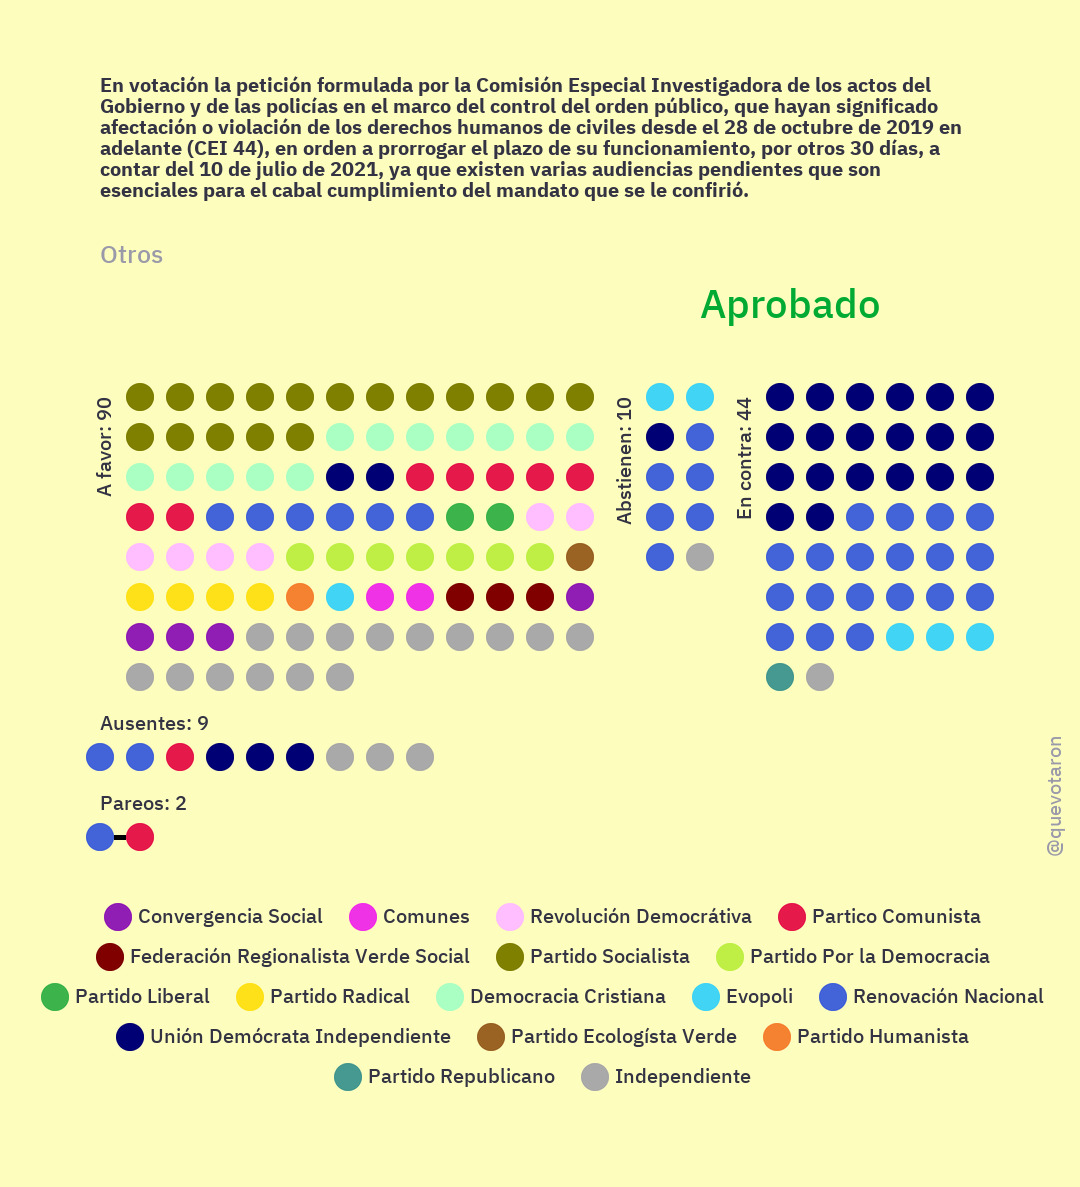 En votación la petición formulada por la Comisión Especial Investigadora de los actos del
Gobierno y de las policías en el marco del control del orden público, que hayan significado
afectación o violación de los derechos humanos de civiles desde el 28 de octubre de 2019 en
adelante (CEI 44), en orden a prorrogar el plazo de su funcionamiento, por otros 30 días, a
contar del 10 de julio de 2021, ya que existen varias audiencias pendientes que son
esenciales para el cabal cumplimiento del mandato que se le confirió.
Otros
Aprobado
A favor: 90
Abstienen: 10
En contra: 44
Ausentes: 9
Pareos: 2
@quevotaron
Convergencia Social Comunes Revolución Democrátiva Partico Comunista
Federación Regionalista Verde Social Partido Socialista Partido Por la Democracia
Partido Liberal Partido Radical Democracia Cristiana Evopoli Renovación Nacional
Unión Demócrata Independiente Partido Ecologísta Verde Partido Humanista
Partido Republicano Independiente